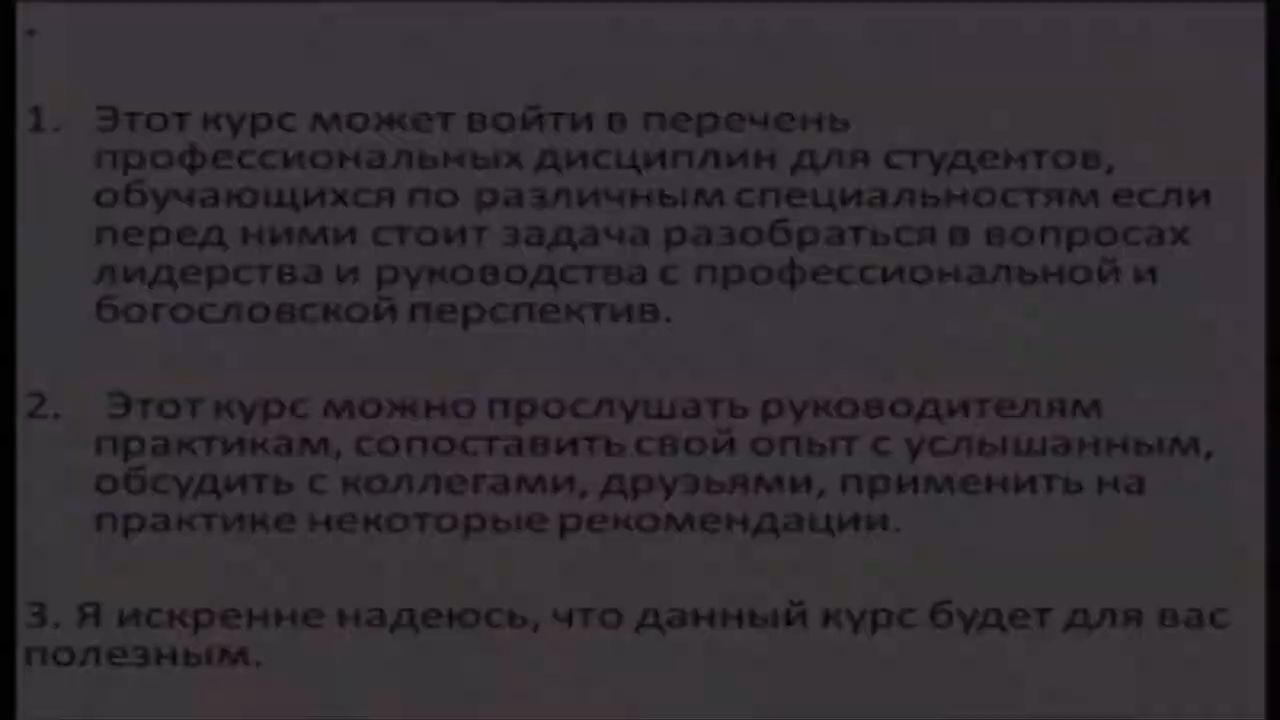 1. Этот курс может войти в перечень
профессиональных дисциплин для студентов,
обучающихся по различным специальностям если
перед ними стоит задача разобраться в вопросах
лидерства и руководства с профессиональной и
богословской перспектив.
2. Этот курс можно прослушать руководителям
практикам, сопоставить свой опыт с услышанным,
обсудить с коллегами, друзьями, применить на
практике некоторые рекомендации.
3. Я искренне надеюсь, что данный курс будет для вас
полезным.